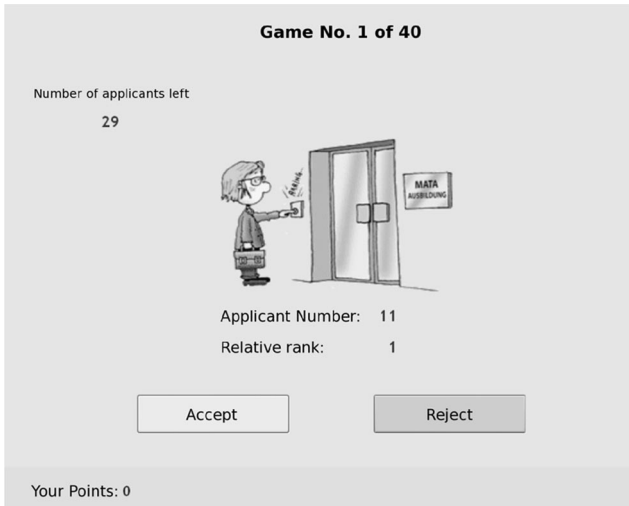 Game No. 1 of 40
Number of applicants left
29
RRRING..
MATA
AUSBILDUNG
Applicant Number: 11
Relative rank: 1
Accept Reject
Your Points: 0